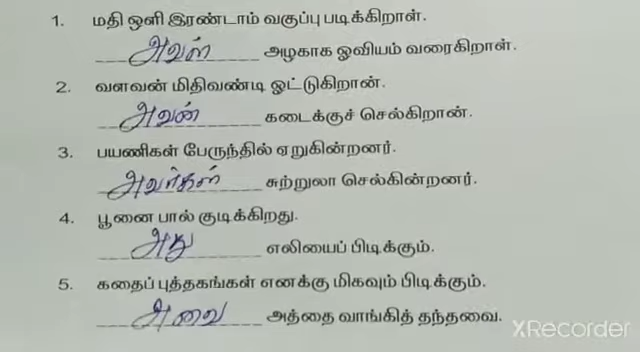 1. மதி ஒளி இரண்டாம் வகுப்பு படிக்கிறாள்.
அவள் அழகாக ஓவியம் வரைகிறாள்.
2. வளவன் மிதிவண்டி ஓட்டுகிறான்.
அவன் கடைக்குச் செல்கிறான்.
3. பயணிகள் பேருந்தில் ஏறுகின்றனர்.
அவர்கள் சுற்றுலா செல்கின்றனர்.
4. பூனை பால் குடிக்கிறது.
அது எலியைப் பிடிக்கும்.
5. கதைப் புத்தகங்கள் எனக்கு மிகவும் பிடிக்கும்.
அவை அத்தை வாங்கித் தந்தவை.
XRecorder